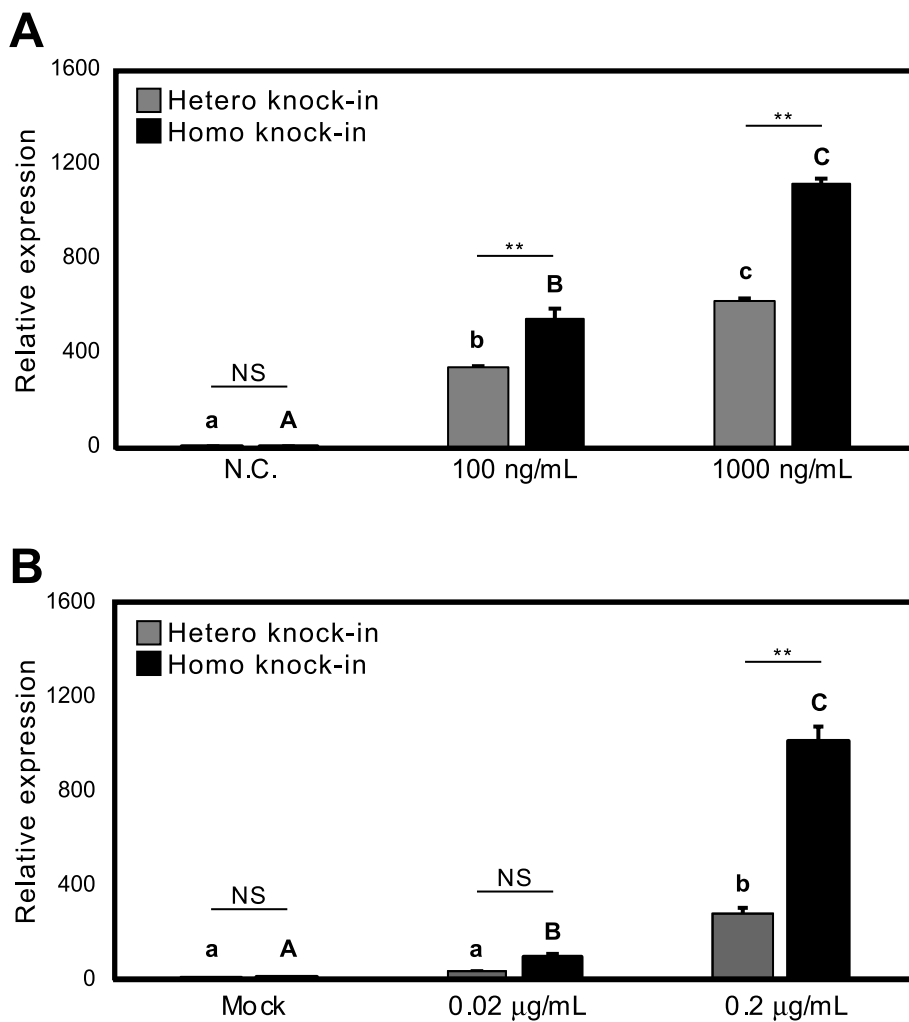 A
1600
1200
800
400
0
Relative expression
Hetero knock-in
Homo knock-in
NS
a
A
**
b
B
**
c
C
N.C.
100 ng/mL
1000 ng/mL
B
1600
1200
800
400
0
Relative expression
Hetero knock-in
Homo knock-in
NS
a
A
NS
a
B
**
b
C
Mock
0.02 μg/mL
0.2 μg/mL